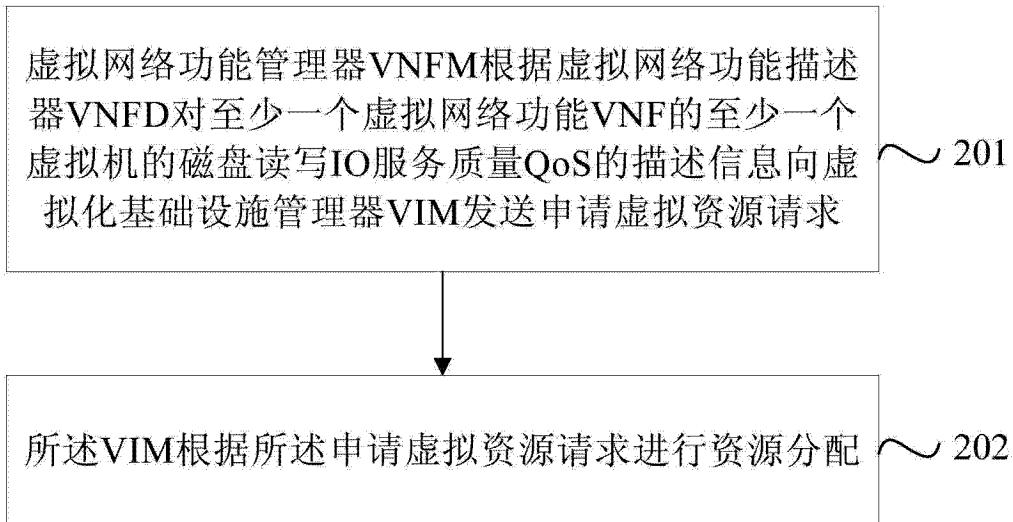 虚拟网络功能管理器VNFM根据虚拟网络功能描述
器VNFD对至少一个虚拟网络功能VNF的至少一个
虚拟机的磁盘读写IO服务质量QoS的描述信息向虚
拟化基础设施管理器VIM发送申请虚拟资源请求
201
所述VIM根据所述申请虚拟资源请求进行资源分配
202